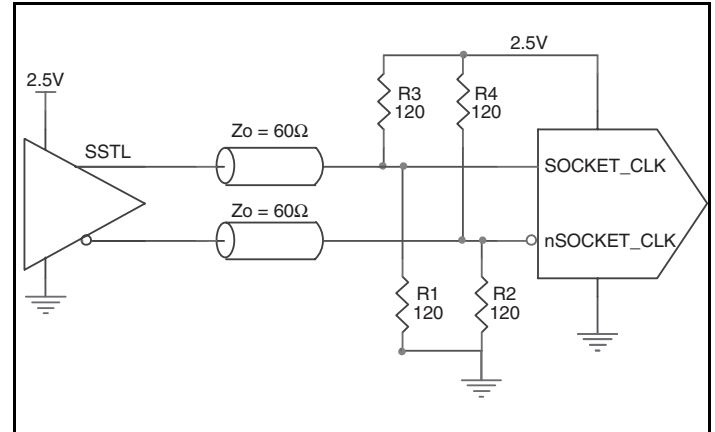 2.5V
2.5V
R3
120
R4
120
Zo = 60Ω
SSTL
SOCKET_CLK
Zo = 60Ω
nSOCKET_CLK
R1
120
R2
120